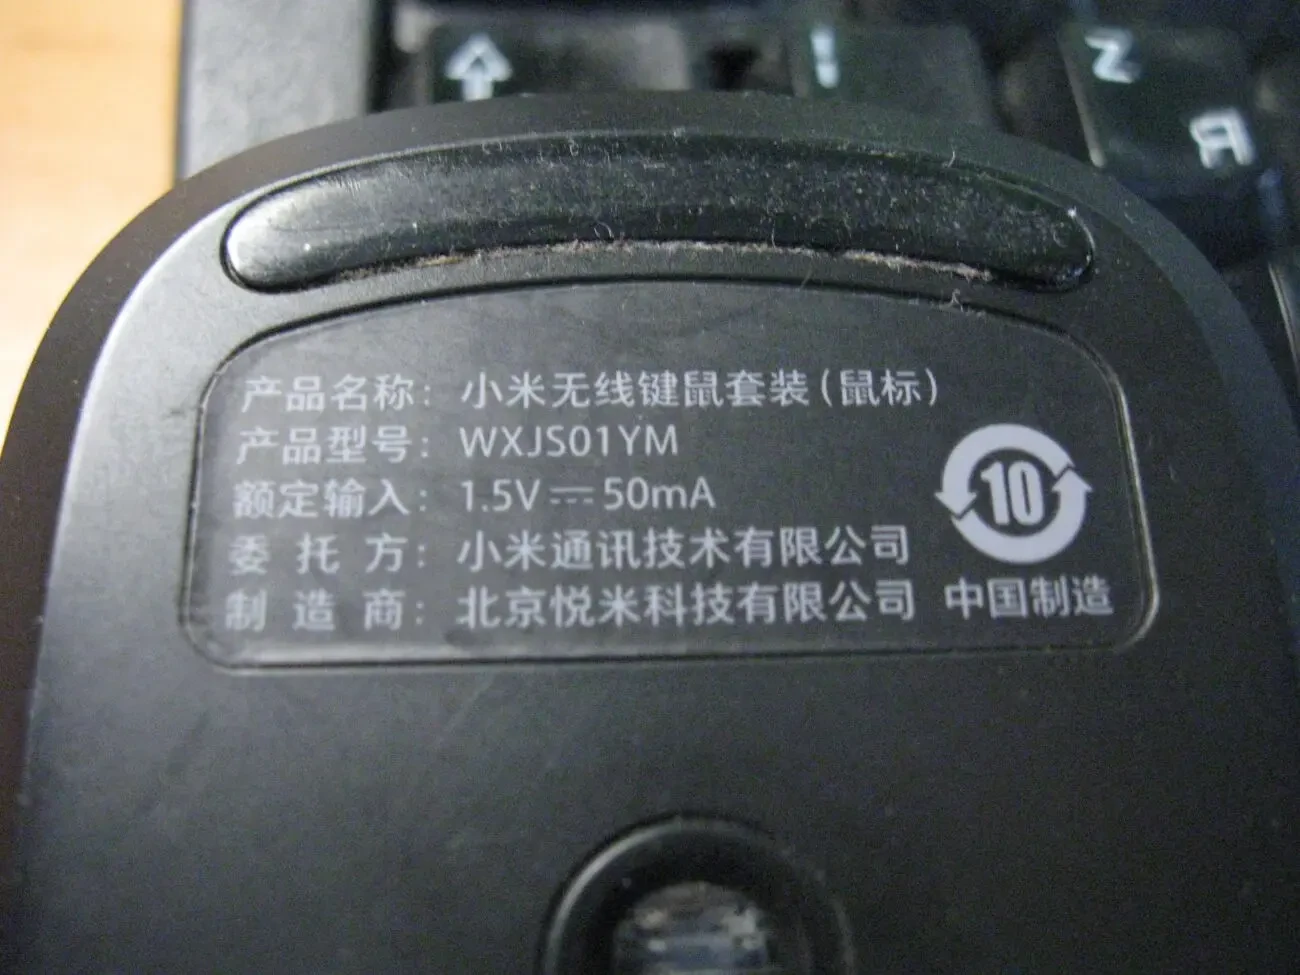 Z
Я
产品名称：小米无线键鼠套装（鼠标）
产品型号：WXJS01YM
额定输入：1.5V⎓50mA
委托方：小米通讯技术有限公司
制造商：北京悦米科技有限公司
10
中国制造